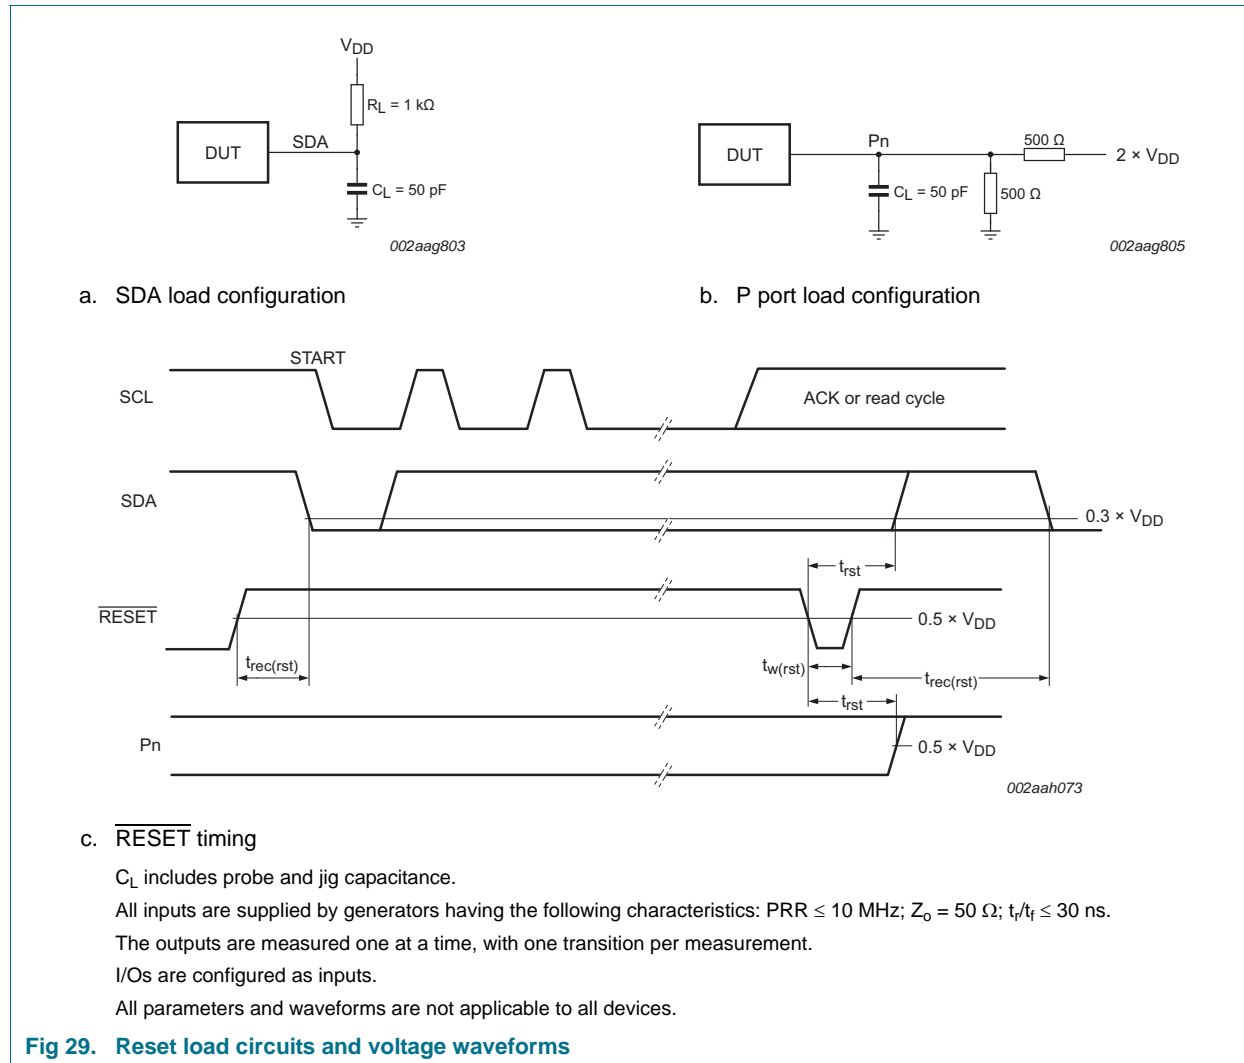 VDD
RL = 1 kΩ
DUT
SDA
CL = 50 pF
002aag803
DUT
Pn
500 Ω
2 × VDD
CL = 50 pF
500 Ω
002aag805
a. SDA load configuration
b. P port load configuration
START
SCL
ACK or read cycle
SDA
0.3 × VDD
trst
RESET
0.5 × VDD
trec(rst)
tw(rst)
trec(rst)
trst
Pn
0.5 × VDD
002aah073
c. RESET timing
CL includes probe and jig capacitance.
All inputs are supplied by generators having the following characteristics: PRR ≤ 10 MHz; Zo = 50 Ω; tr/tf ≤ 30 ns.
The outputs are measured one at a time, with one transition per measurement.
I/Os are configured as inputs.
All parameters and waveforms are not applicable to all devices.
Fig 29. Reset load circuits and voltage waveforms